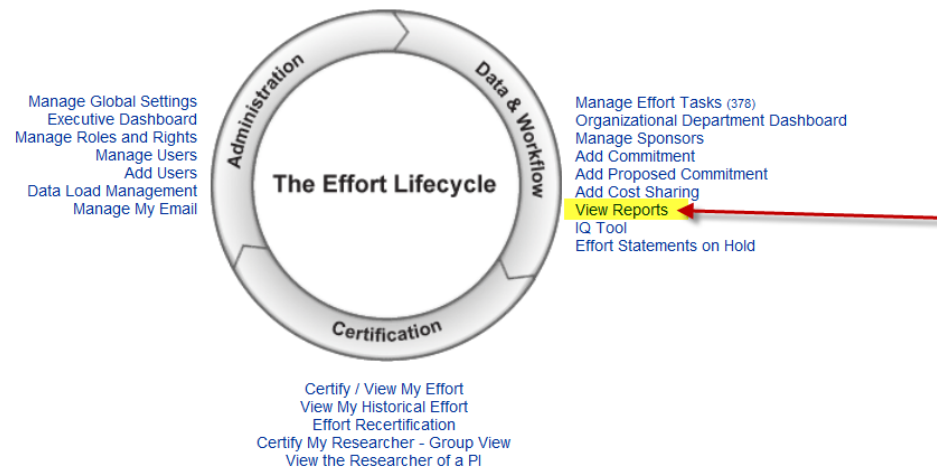 Administration
Data & Workflow
Certification
The Effort Lifecycle
Manage Global Settings
Executive Dashboard
Manage Roles and Rights
Manage Users
Add Users
Data Load Management
Manage My Email
Manage Effort Tasks (378)
Organizational Department Dashboard
Manage Sponsors
Add Commitment
Add Proposed Commitment
Add Cost Sharing
View Reports
IQ Tool
Effort Statements on Hold
Certify / View My Effort
View My Historical Effort
Effort Recertification
Certify My Researcher - Group View
View the Researcher of a PI